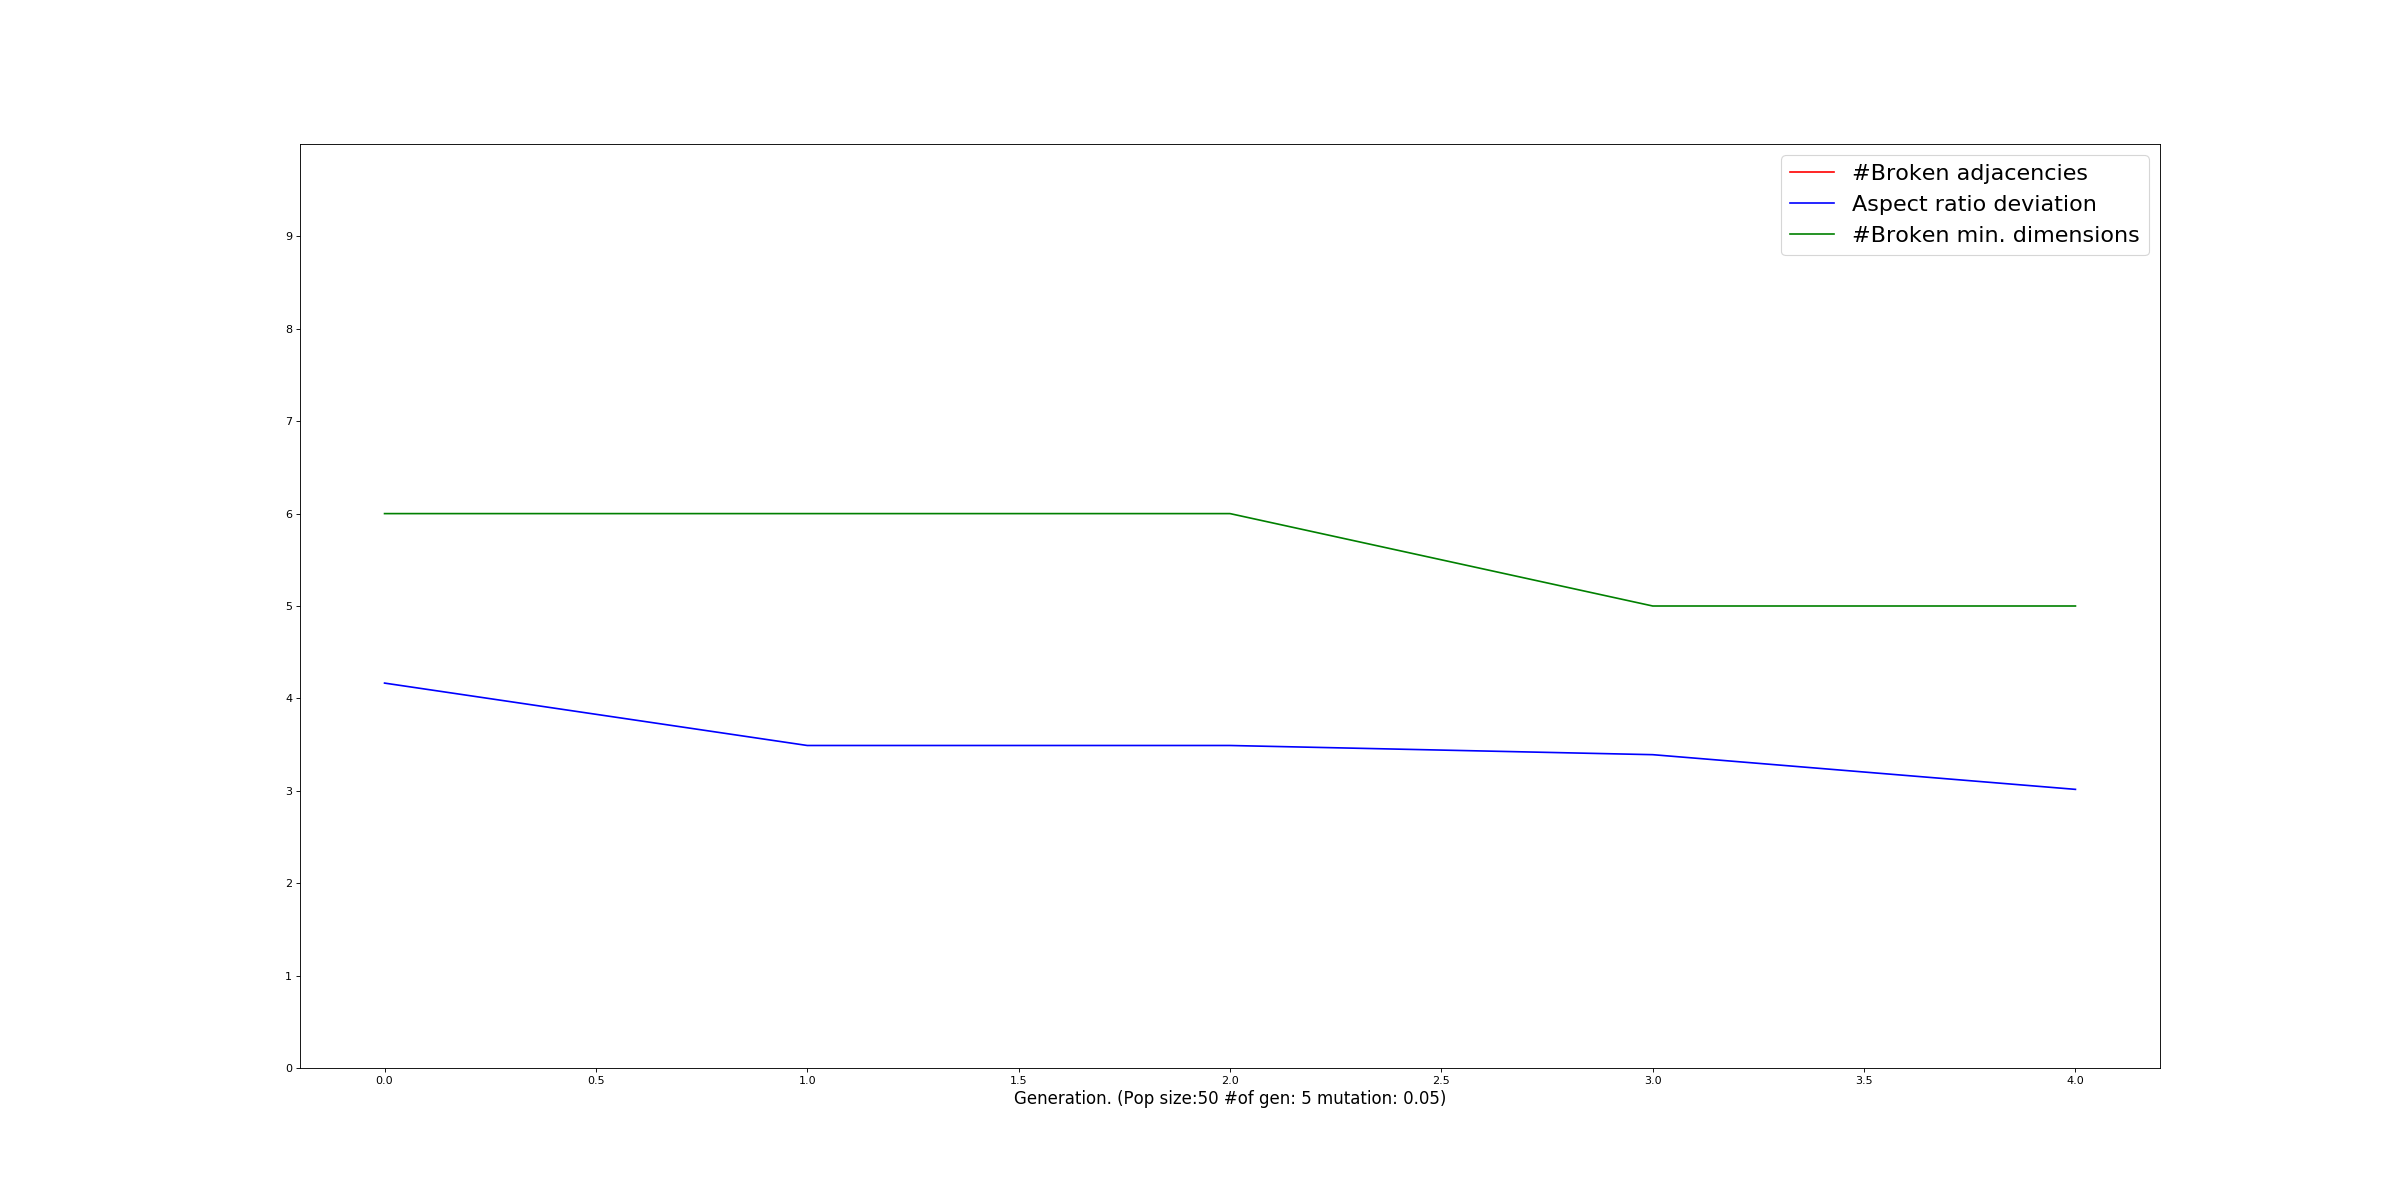 #Broken adjacencies
Aspect ratio deviation
#Broken min. dimensions
9
8
7
6
5
4
3
2
1
0
0.0 0.5 1.0 1.5 2.0 2.5 3.0 3.5 4.0
Generation. (Pop size:50 #of gen: 5 mutation: 0.05)